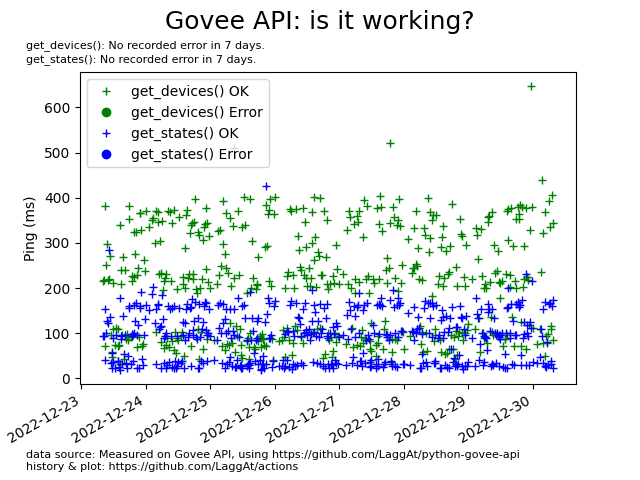 Govee API: is it working?
get_devices(): No recorded error in 7 days.
get_states(): No recorded error in 7 days.
get_devices() OK
get_devices() Error
get_states() OK
get_states() Error
600
500
400
300
200
100
0
Ping (ms)
2022-12-23
2022-12-24
2022-12-25
2022-12-26
2022-12-27
2022-12-28
2022-12-29
2022-12-30
data source: Measured on Govee API, using https://github.com/LaggAt/python-govee-api
history & plot: https://github.com/LaggAt/actions